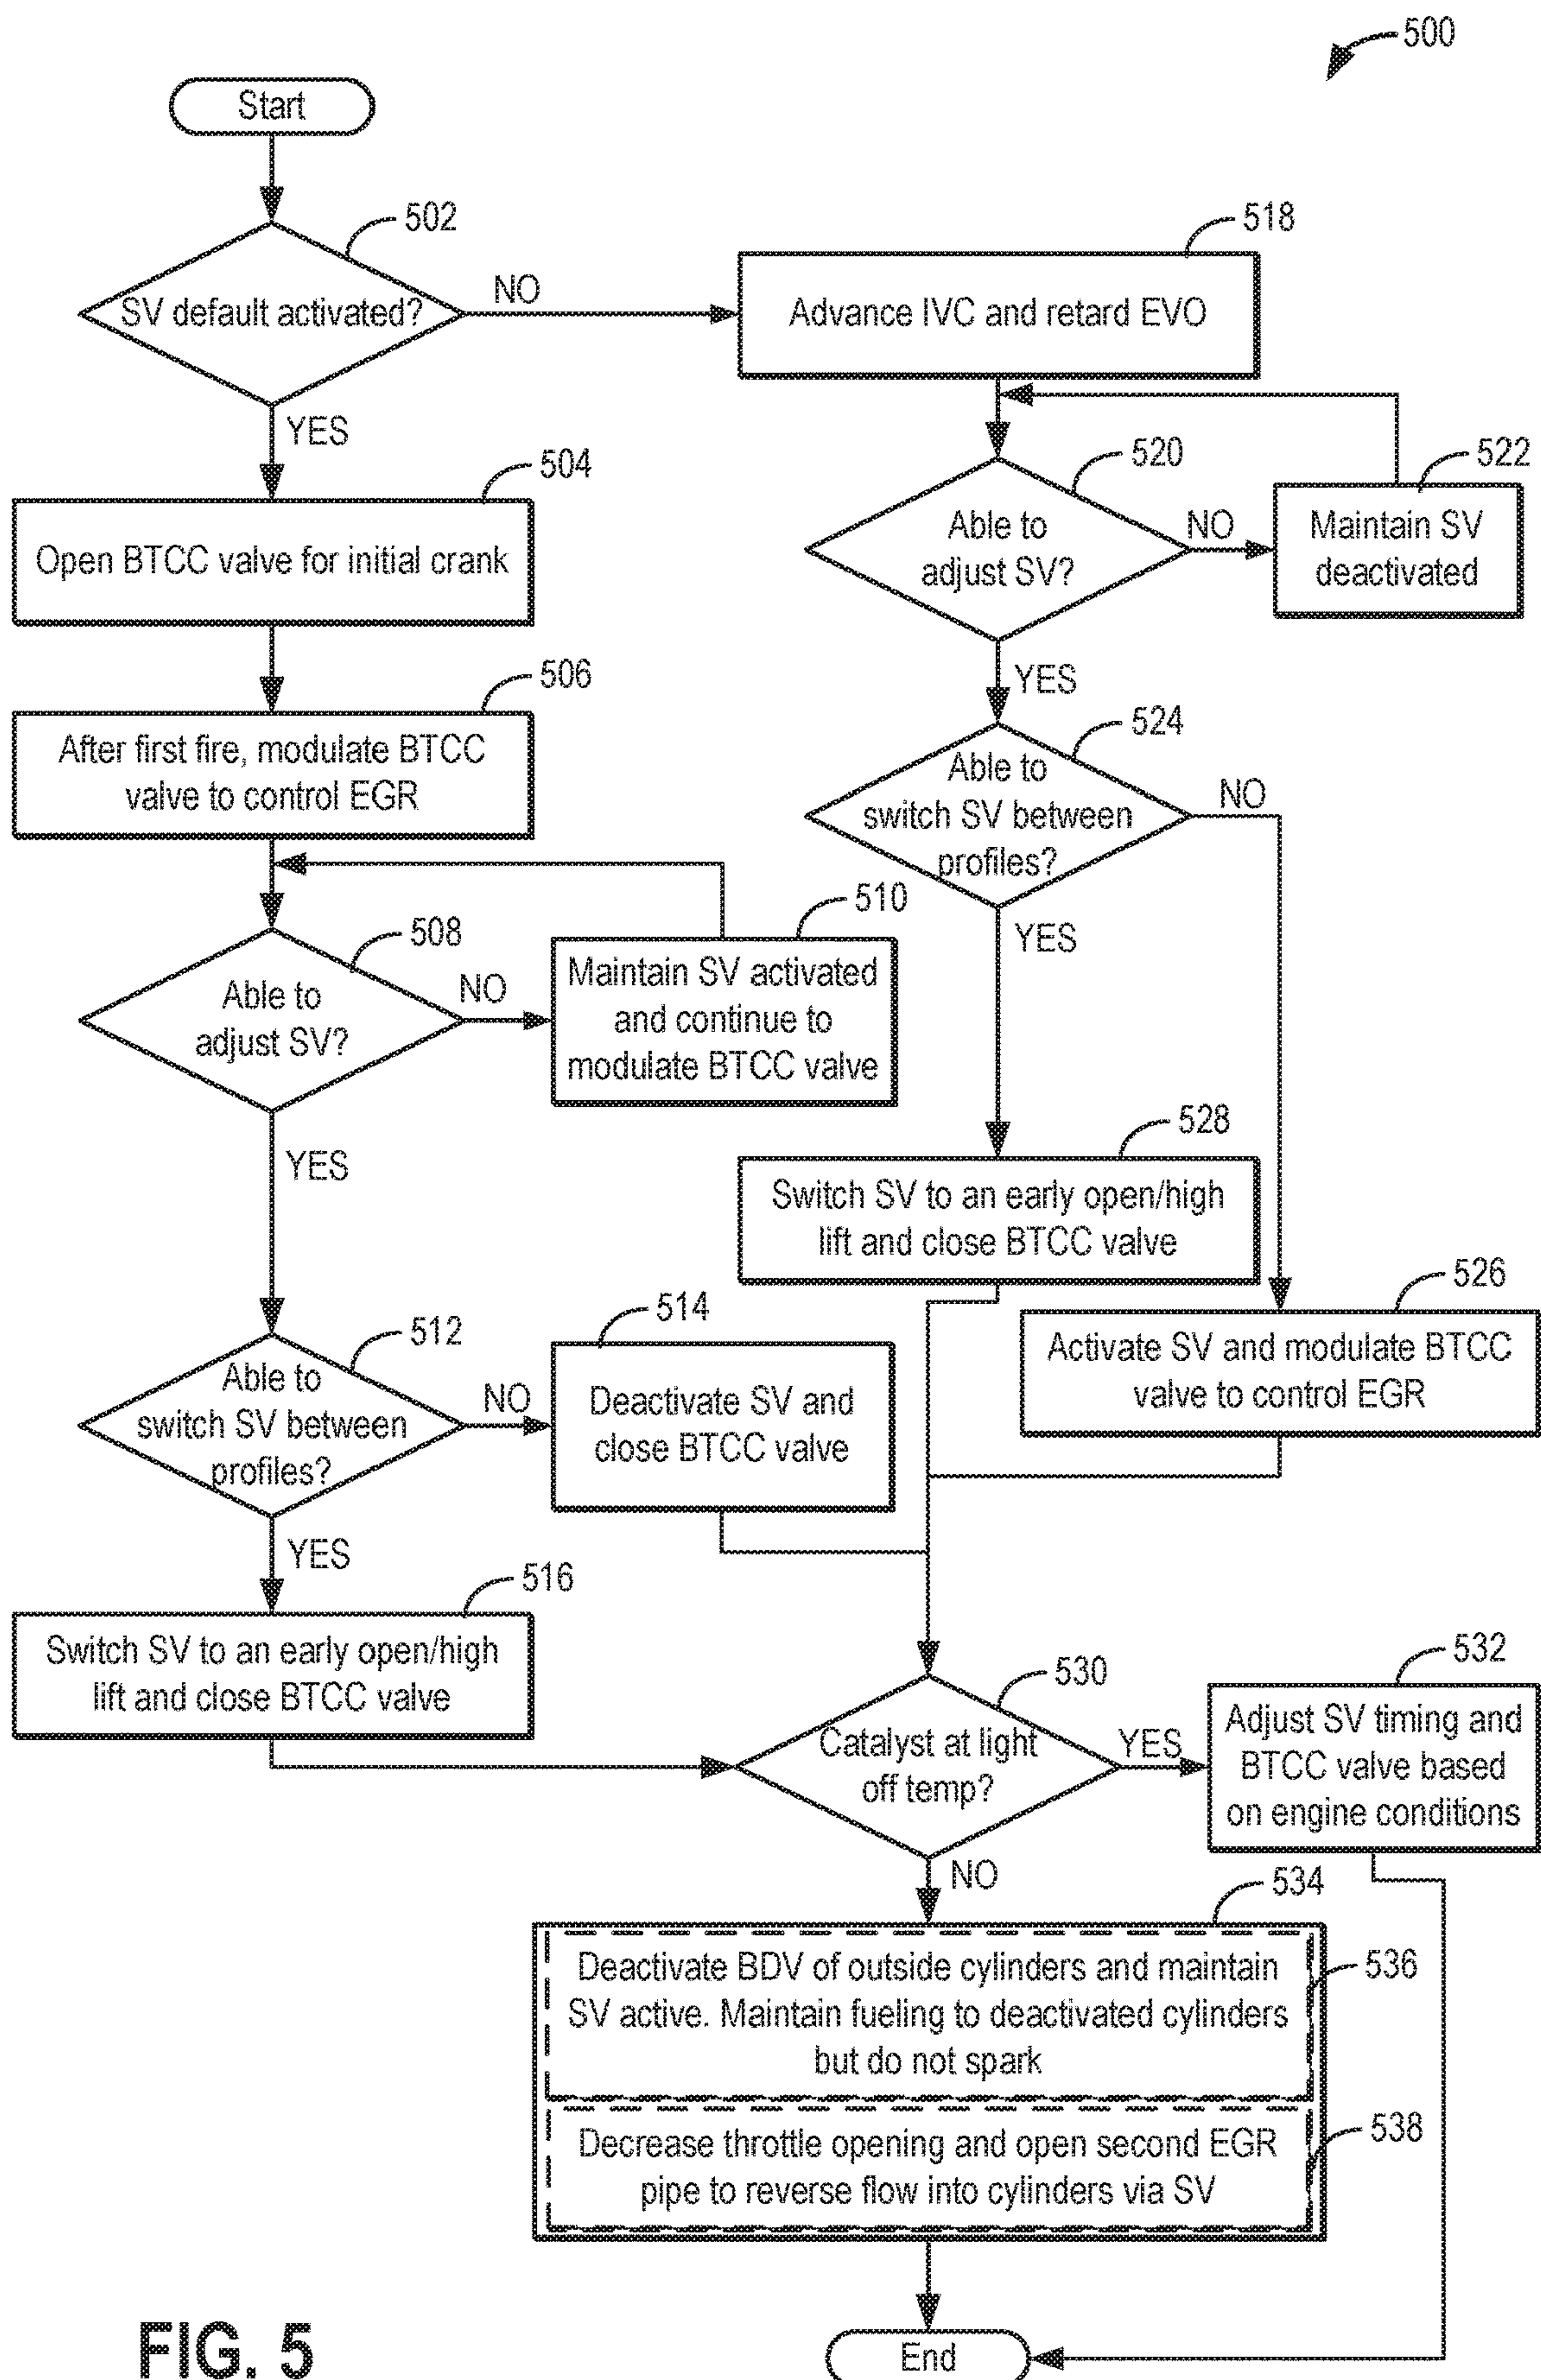 500
Start
502
SV default activated?
NO
YES
518
Advance IVC and retard EVO
504
Open BTCC valve for initial crank
520
Able to
adjust SV?
NO
YES
522
Maintain SV
deactivated
506
After first fire, modulate BTCC
valve to control EGR
524
Able to
switch SV between
profiles?
NO
YES
508
Able to
adjust SV?
NO
YES
510
Maintain SV activated
and continue to
modulate BTCC valve
528
Switch SV to an early open/high
lift and close BTCC valve
526
Activate SV and modulate BTCC
valve to control EGR
512
Able to
switch SV between
profiles?
NO
YES
514
Deactivate SV and
close BTCC valve
516
Switch SV to an early open/high
lift and close BTCC valve
530
Catalyst at light
off temp?
YES
NO
532
Adjust SV timing and
BTCC valve based
on engine conditions
534
Deactivate BDV of outside cylinders and maintain
SV active. Maintain fueling to deactivated cylinders
but do not spark
536
Decrease throttle opening and open second EGR
pipe to reverse flow into cylinders via SV
538
End
FIG. 5